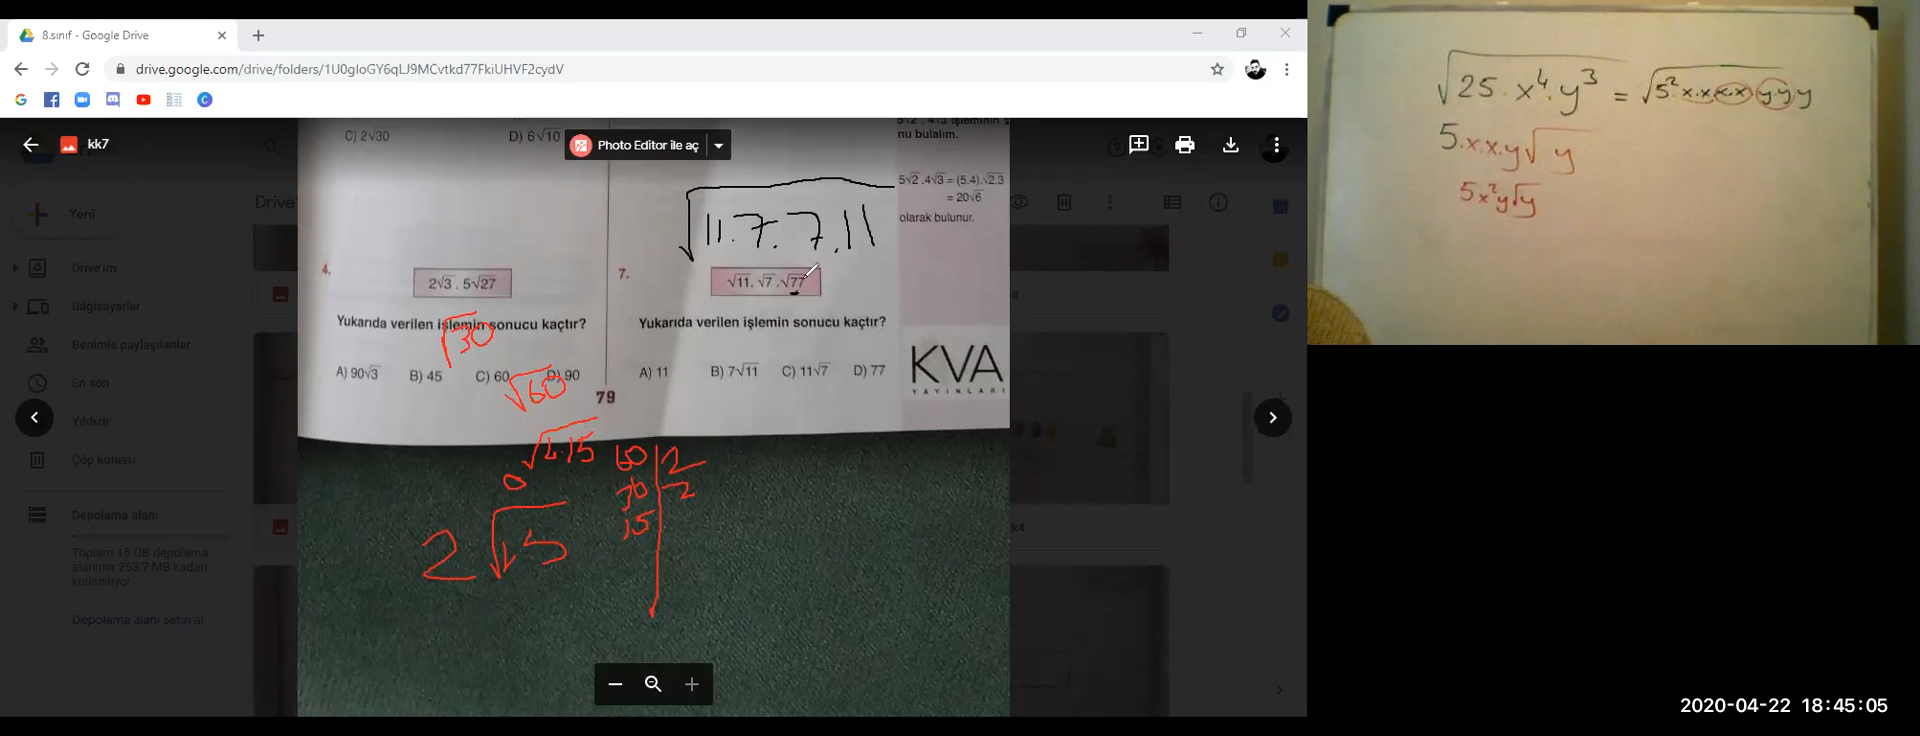 8.sınıf - Google Drive
drive.google.com/drive/folders/1U0gIoGY6qLJ9MCvtkd77FkiUHVF2cydV
kk7
Photo Editor ile aç
Yeni
Drive'ım
Bilgisayarlar
Benimle paylaşılanlar
En son
Yıldızlı
Çöp kutusu
Depolama alanı
Toplam 15 GB depolama
alanının 253,7 MB kadarı
kullanılıyor
Depolama alanı satın al
C) 2√30 D) 6√10
nu bulalım.
5√2 . 4√3 = (5.4).√2.3
= 20√6
olarak bulunur.
√11.7.7.11
4.
2√3 . 5√27
Yukarıda verilen işlemin sonucu kaçtır?
A) 90√3 B) 45 C) 60 D) 90
79
7.
√11. √7 .√77
Yukarıda verilen işlemin sonucu kaçtır?
A) 11 B) 7√11 C) 11√7 D) 77
KVA
YAYINLARI
√30
√60
√4.15
2√15
60 2
30 2
15
√25.x⁴.y³ = √5² x.x x.x y.y y
5.x.x.y√y
5x²y√y
2020-04-22 18:45:05